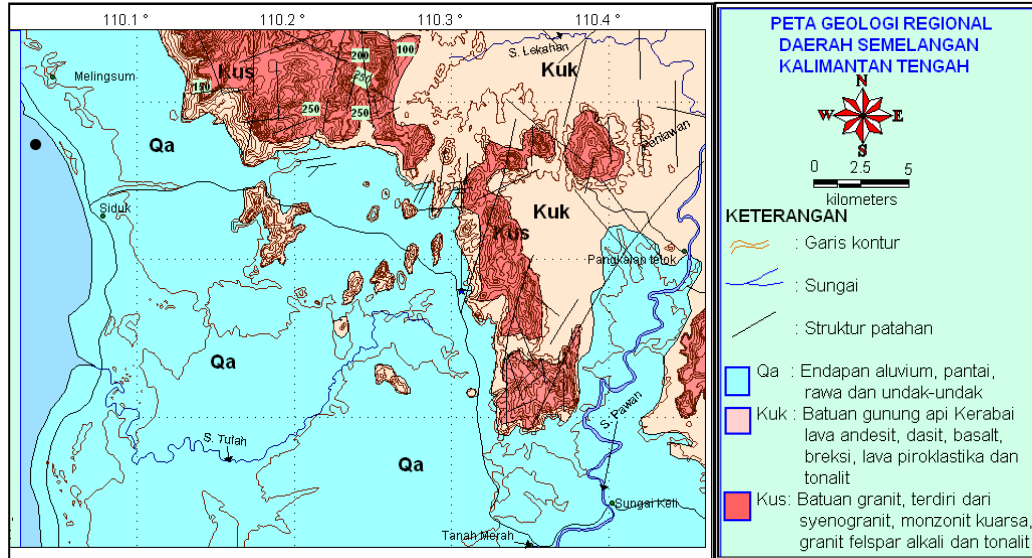 110.1 °
110.2 °
110.3 °
110.4 °
S. Lekahan
100
200
250
150
250
250
Kus
Kuk
Melingsum
Qa
Siduk
Kuk
Kus
Pangkalan telok
Qa
S. Pawan
S. Tulah
Qa
Sungai Keli
Tanah Merah
PETA GEOLOGI REGIONAL
DAERAH SEMELANGAN
KALIMANTAN TENGAH
N
W E
S
0 2.5 5
kilometers
KETERANGAN
: Garis kontur
: Sungai
: Struktur patahan
Qa : Endapan aluvium, pantai,
rawa dan undak-undak
Kuk : Batuan gunung api Kerabai
lava andesit, dasit, basalt,
breksi, lava piroklastika dan
tonalit
Kus: Batuan granit, terdiri dari
syenogranit, monzonit kuarsa,
granit felspar alkali dan tonalit